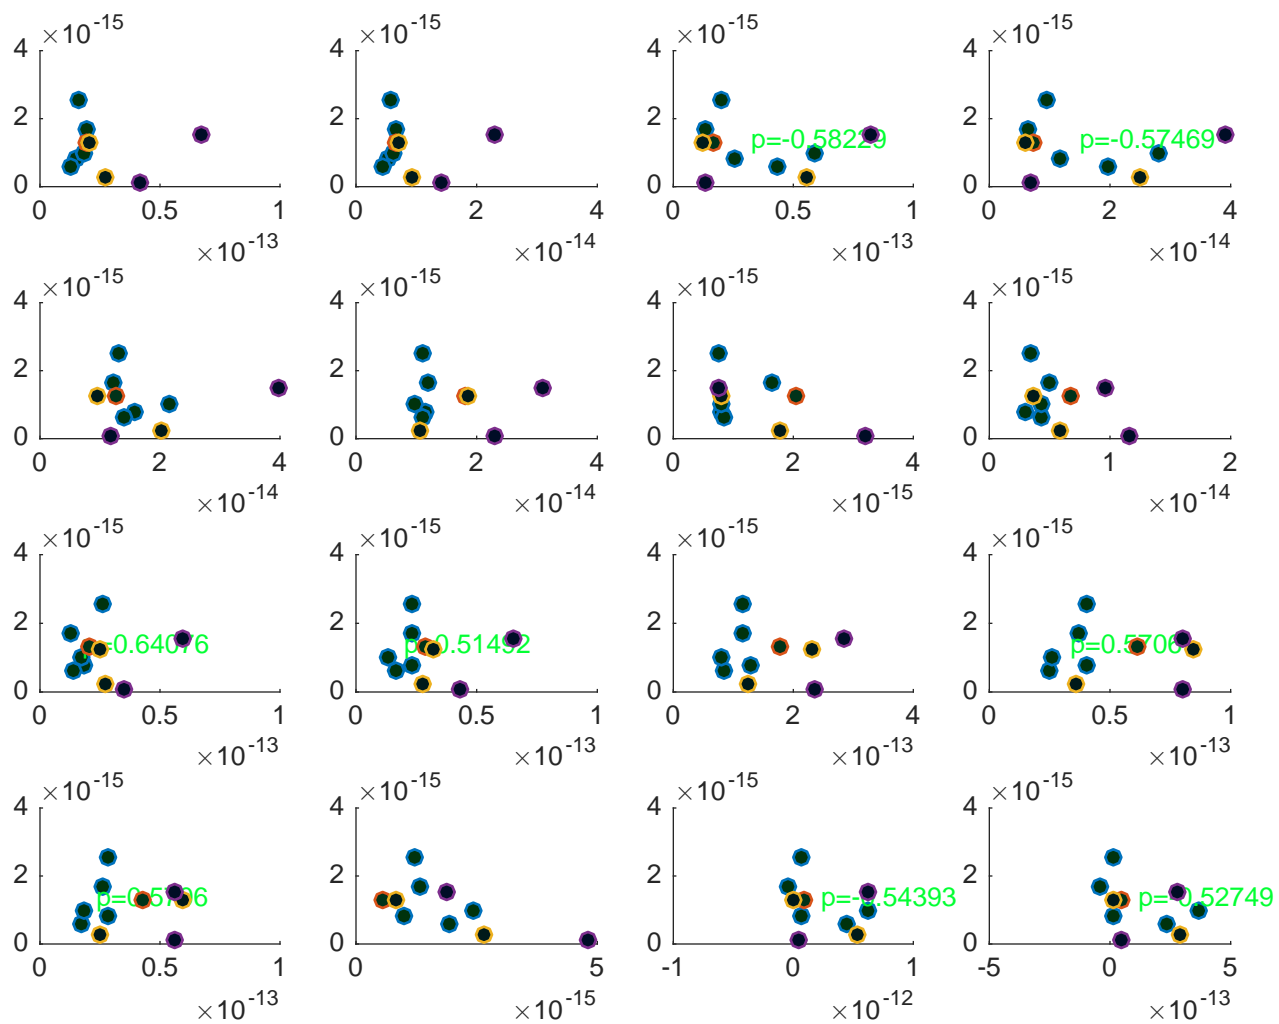 ×10-15 ×10-15 ×10-15 ×10-15
4 4 4 4
2 2 2 2
p=-0.58229 p=-0.57469
0 0 0 0
0 0.5 1 0 2 4 0 0.5 1 0 2 4
×10-13 ×10-14 ×10-13 ×10-14
×10-15 ×10-15 ×10-15 ×10-15
4 4 4 4
2 2 2 2
0 0 0 0
0 2 4 0 2 4 0 2 4 0 1 2
×10-14 ×10-14 ×10-15 ×10-14
×10-15 ×10-15 ×10-15 ×10-15
4 4 4 4
2 2 2 2
0 0 0 0
0 0.5 1 0 0.5 1 0 2 4 0 0.5 1
×10-13 ×10-13 ×10-13 ×10-13
×10-15 ×10-15 ×10-15 ×10-15
4 4 4 4
2 2 2 2
p=-0.54393 p=-0.52749
0 0 0 0
0 0.5 1 0 5 -1 0 1 -5 0 5
×10-13 ×10-15 ×10-12 ×10-13